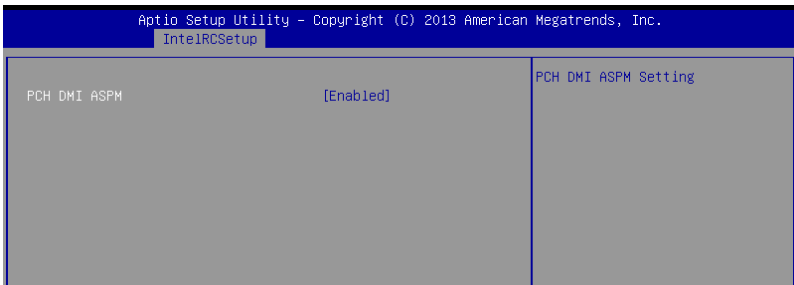 Aptio Setup Utility – Copyright (C) 2013 American Megatrends, Inc.
IntelRCSetup
PCH DMI ASPM [Enabled]
PCH DMI ASPM Setting